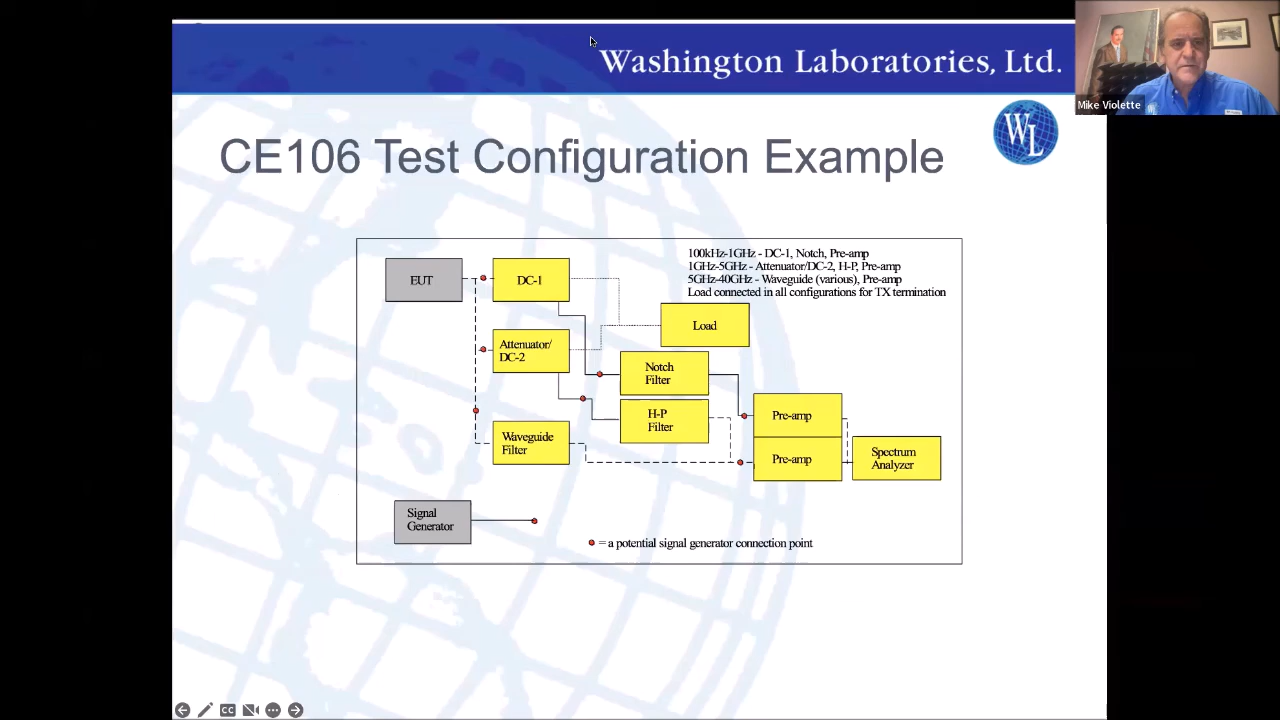 Washington Laboratories, Ltd.
Mike Violette
WL
CE106 Test Configuration Example
100kHz-1GHz - DC-1, Notch, Pre-amp
1GHz-5GHz - Attenuator/DC-2, H-P, Pre-amp
5GHz-40GHz - Waveguide (various), Pre-amp
Load connected in all configurations for TX termination
EUT
DC-1
Load
Attenuator/
DC-2
Notch
Filter
H-P
Filter
Pre-amp
Waveguide
Filter
Pre-amp
Spectrum
Analyzer
Signal
Generator
= a potential signal generator connection point
CC